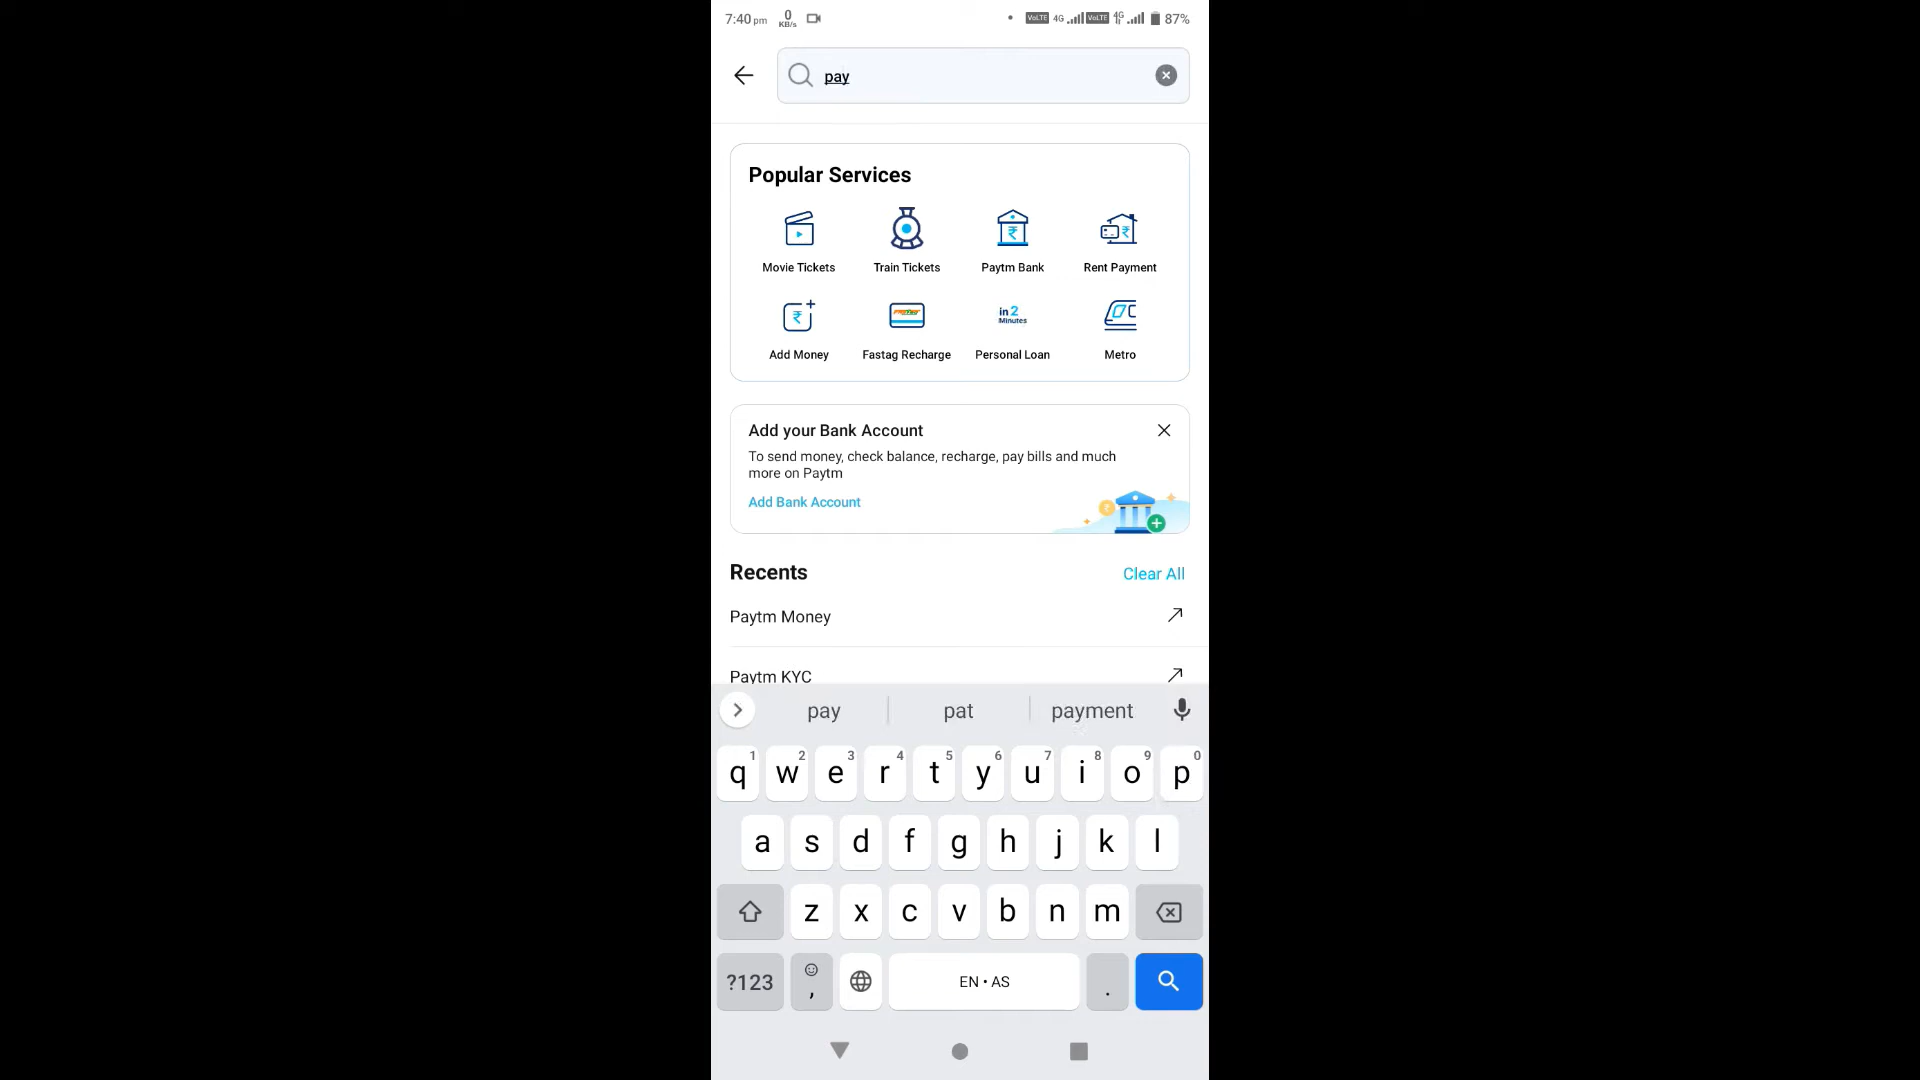 7:40 pm 0 KB/s VoLTE 4G VoLTE 4G 87%
pay
Popular Services
Movie Tickets Train Tickets Paytm Bank Rent Payment
in 2 Minutes
Add Money Fastag Recharge Personal Loan Metro
Add your Bank Account
To send money, check balance, recharge, pay bills and much
more on Paytm
Add Bank Account
Recents Clear All
Paytm Money
Paytm KYC
pay pat payment
1 2 3 4 5 6 7 8 9 0
q w e r t y u i o p
a s d f g h j k l
z x c v b n m
?123 , EN • AS .